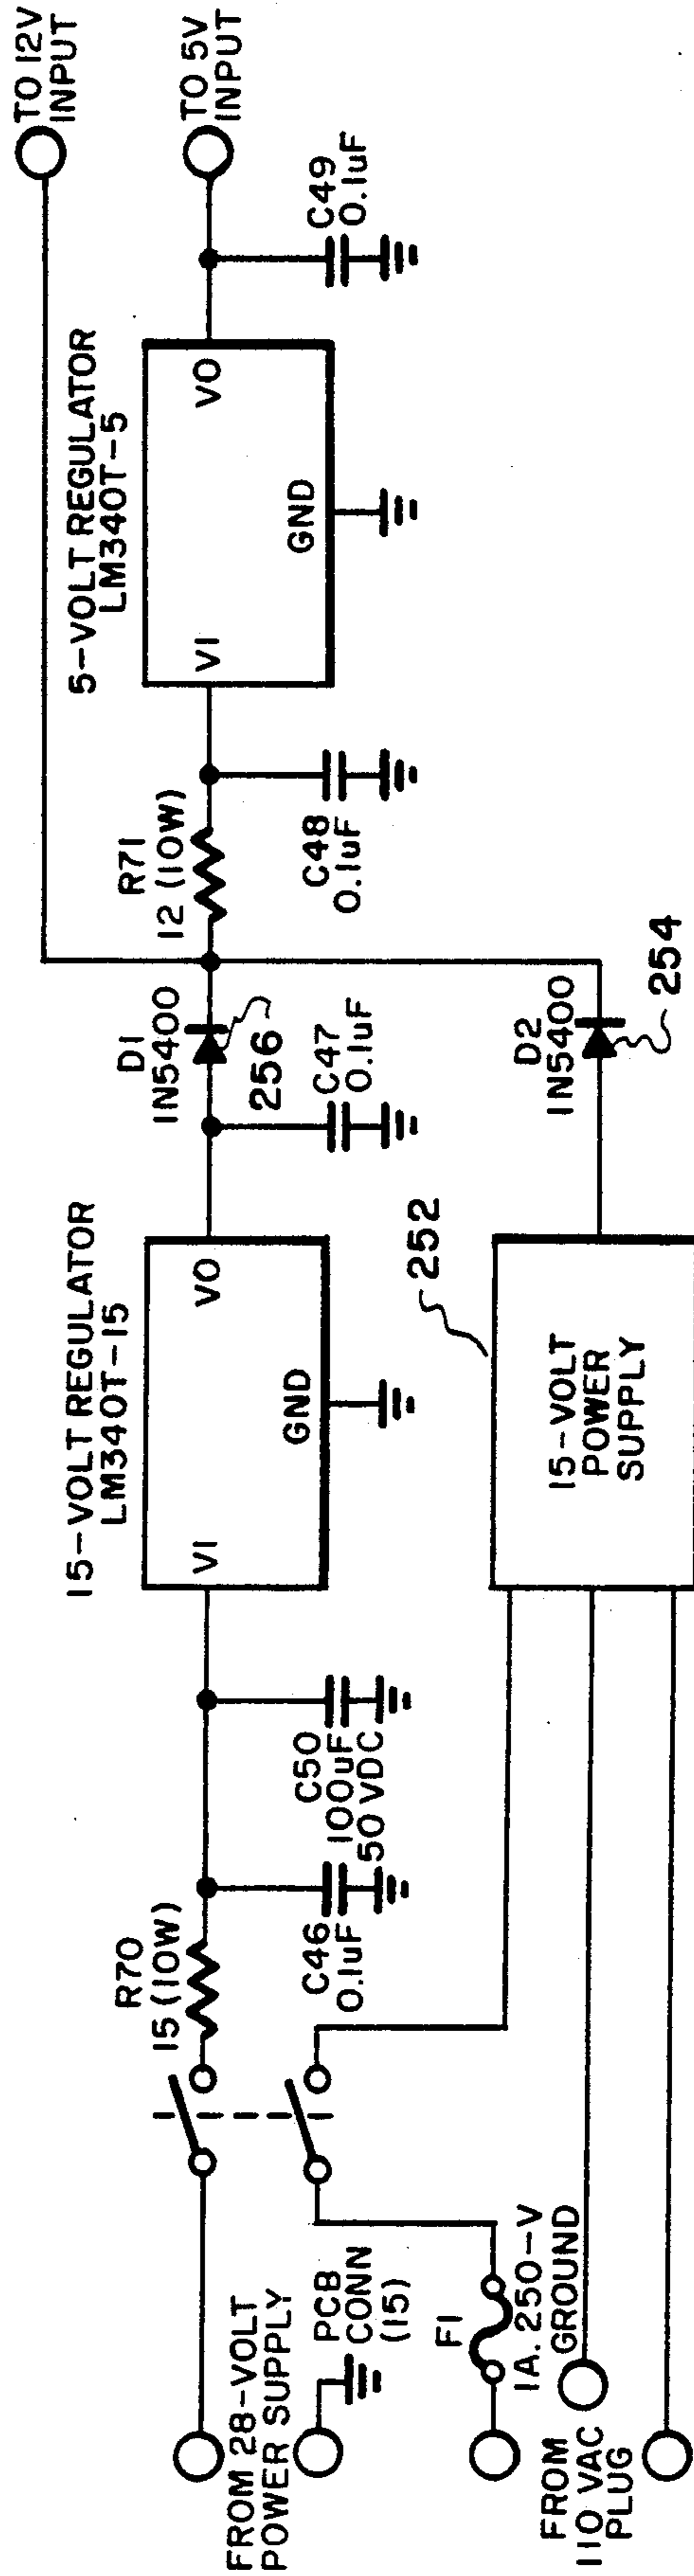 TO 12V
INPUT
TO 5V
INPUT
5-VOLT REGULATOR
LM340T-5
VI
VO
GND
C49
0.1uF
R71
12 (10W)
C48
0.1uF
D1
1N5400
256
C47
0.1uF
D2
1N5400
254
15-VOLT REGULATOR
LM340T-15
VI
VO
GND
252
15-VOLT
POWER
SUPPLY
R70
15 (10W)
C50
100uF
50 VDC
C46
0.1uF
FROM 28-VOLT
POWER SUPPLY
PCB
CONN
(15)
F1
1A. 250-V
GROUND
FROM
110 VAC
PLUG